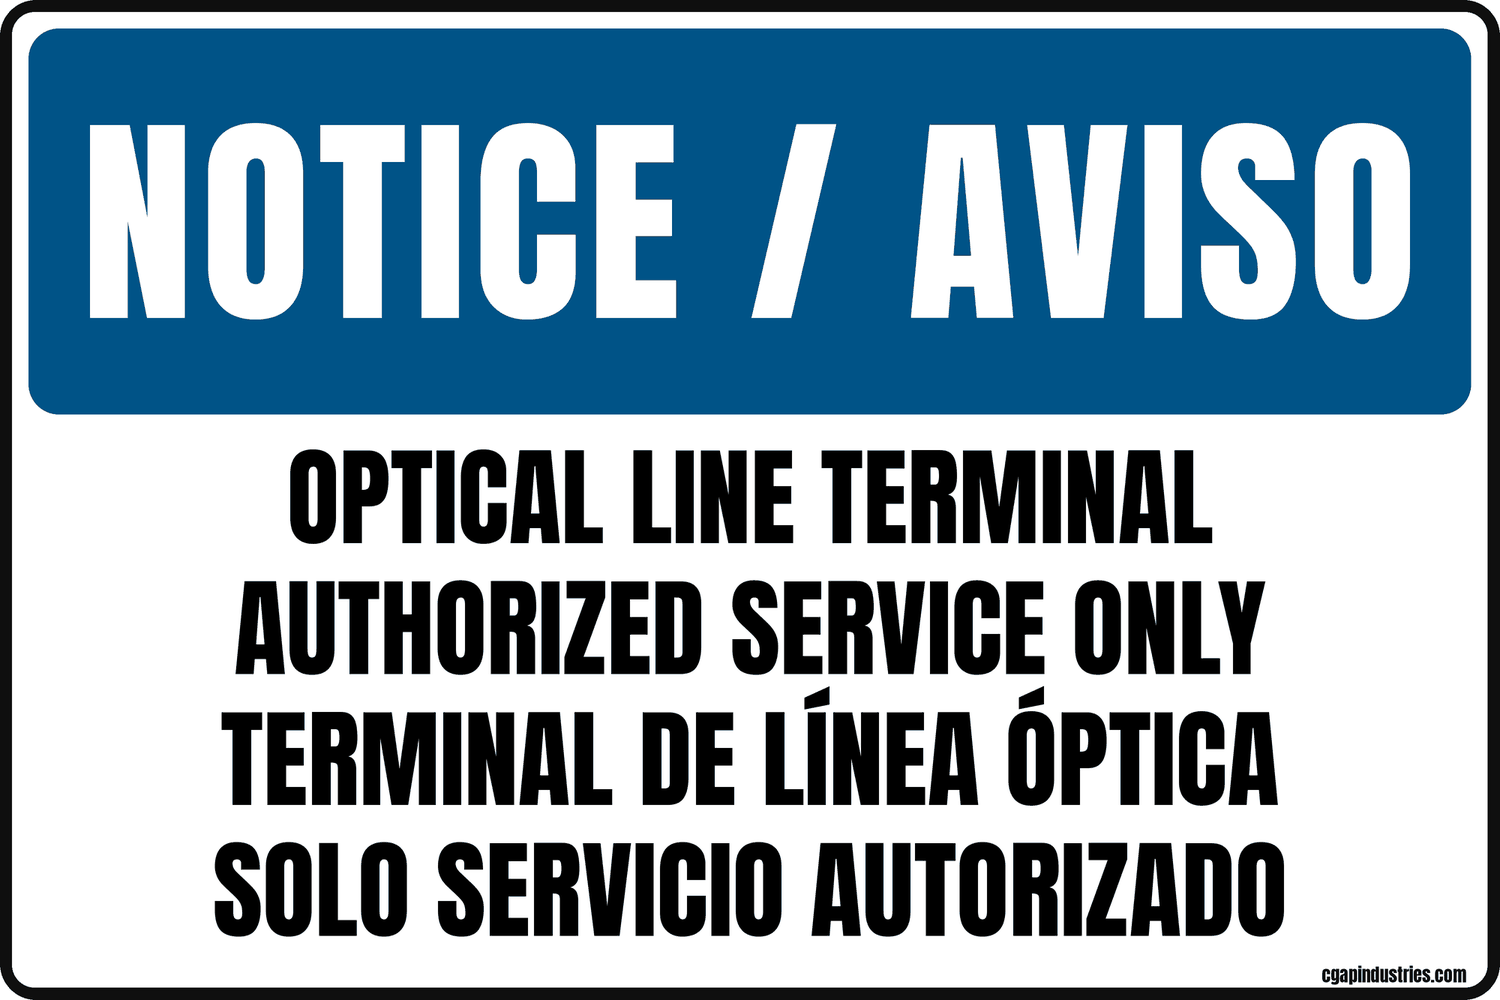 NOTICE / AVISO
OPTICAL LINE TERMINAL
AUTHORIZED SERVICE ONLY
TERMINAL DE LÍNEA ÓPTICA
SOLO SERVICIO AUTORIZADO
cgapindustries.com